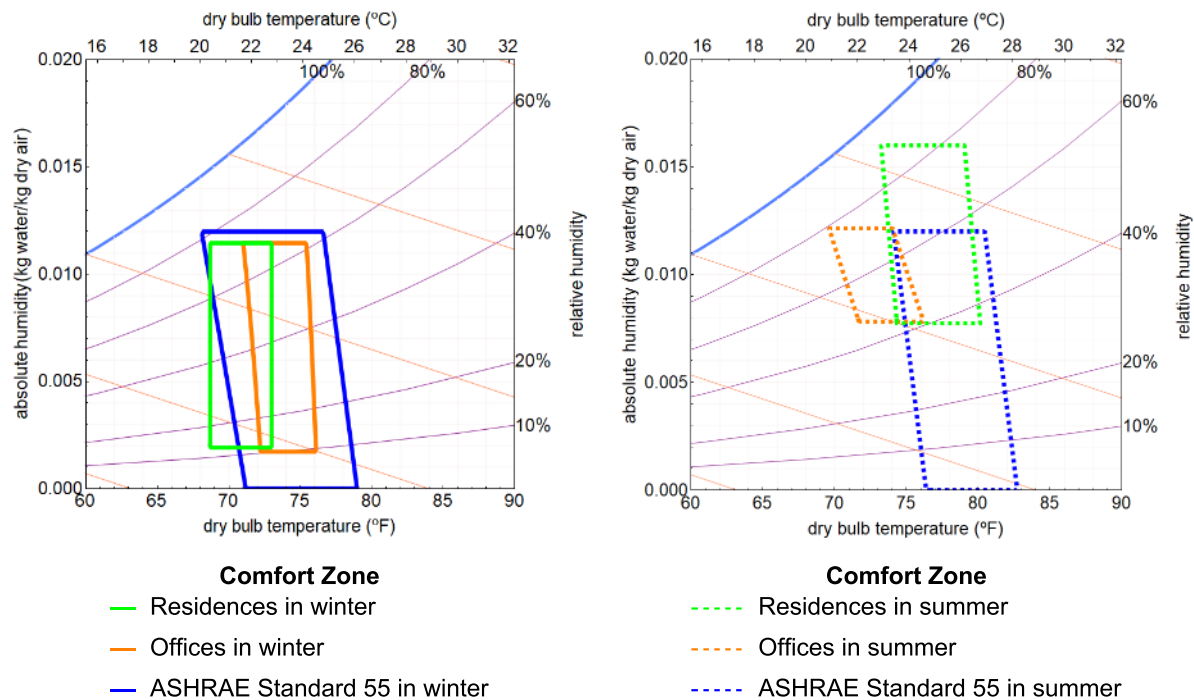 dry bulb temperature (ºC)
16 18 20 22 24 26 28 30 32
0.020
0.015
0.010
0.005
0.000
absolute humidity (kg water/kg dry air)
100% 80%
60%
40%
20%
10%
relative humidity
60 65 70 75 80 85 90
dry bulb temperature (ºF)
Comfort Zone
Residences in winter
Offices in winter
ASHRAE Standard 55 in winter
dry bulb temperature (ºC)
16 18 20 22 24 26 28 30 32
0.020
0.015
0.010
0.005
0.000
absolute humidity (kg water/kg dry air)
100% 80%
60%
40%
20%
10%
relative humidity
60 65 70 75 80 85 90
dry bulb temperature (ºF)
Comfort Zone
Residences in summer
Offices in summer
ASHRAE Standard 55 in summer